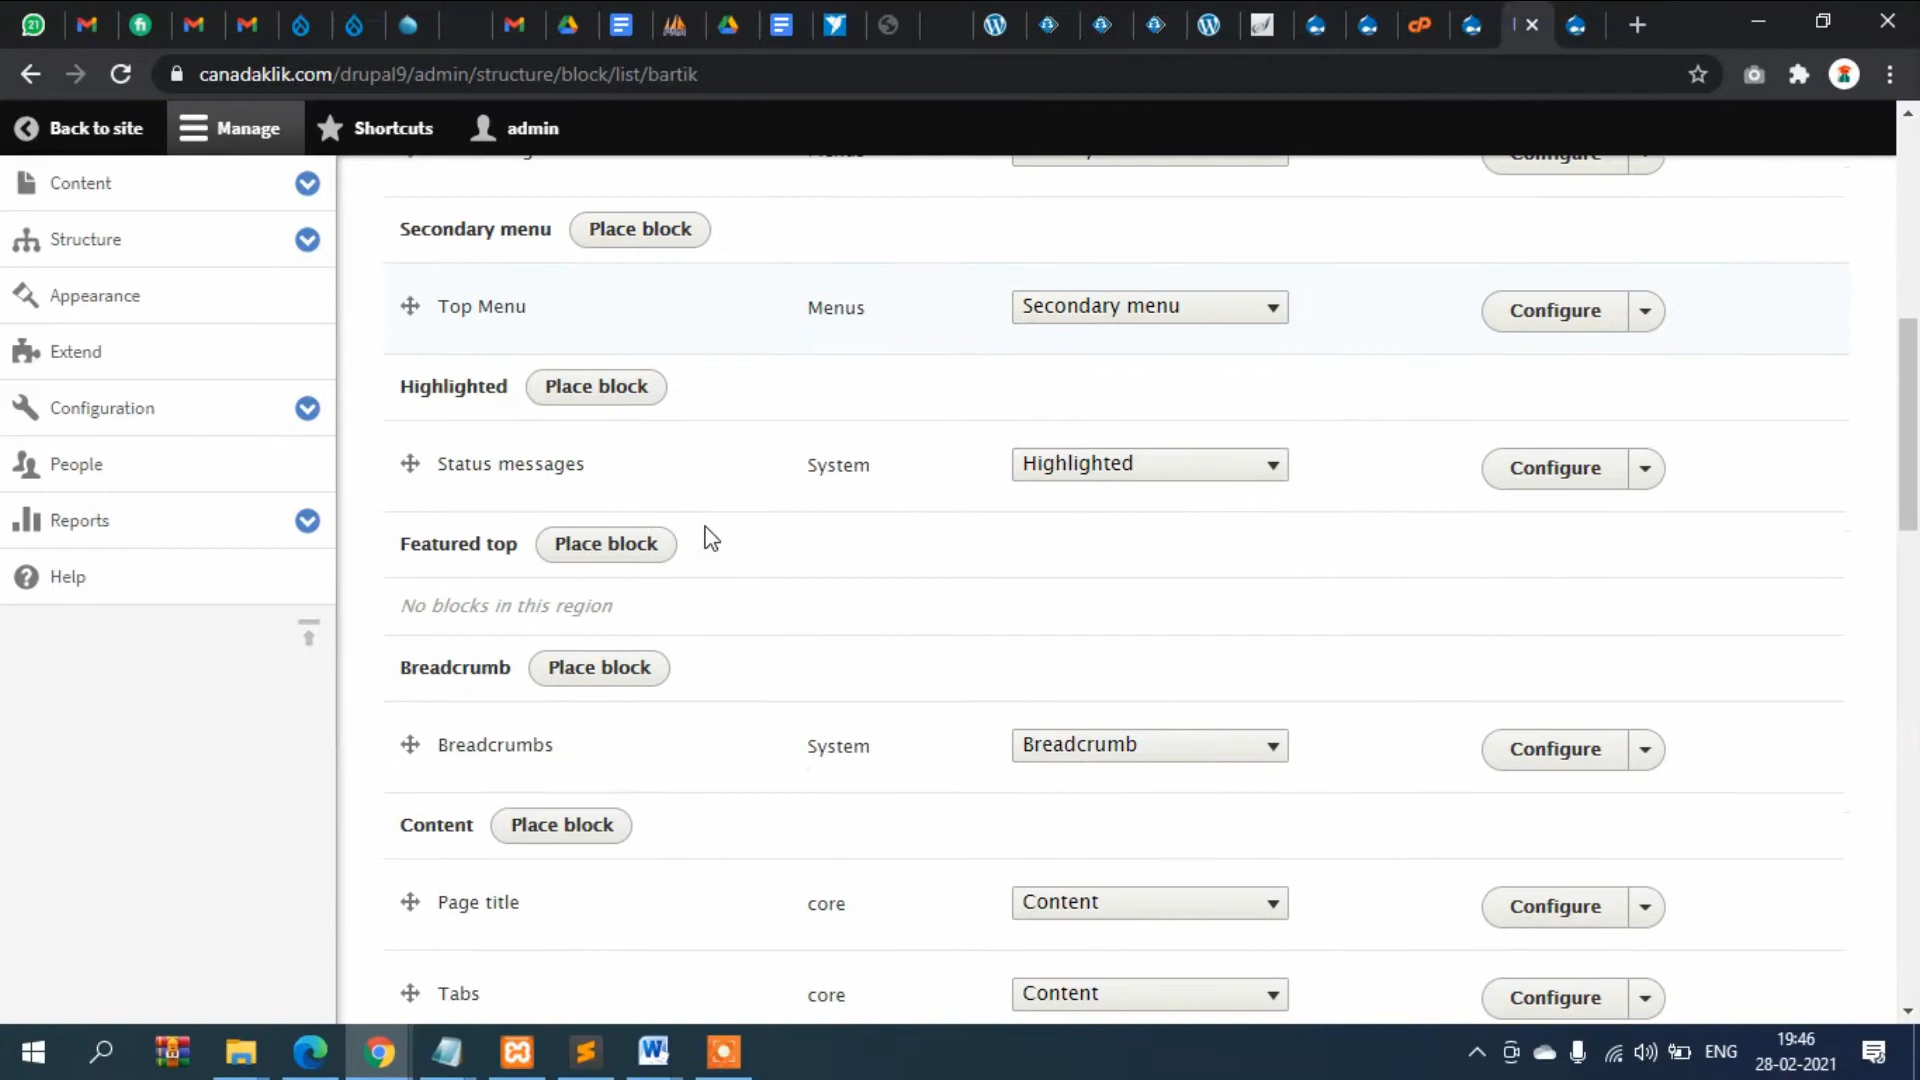 21
canadaklik.com/drupal9/admin/structure/block/list/bartik
Back to site
Manage
Shortcuts
admin
Content
Structure
Appearance
Extend
Configuration
People
Reports
Help
Configure
Secondary menu
Place block
Top Menu
Menus
Secondary menu
Configure
Highlighted
Place block
Status messages
System
Highlighted
Configure
Featured top
Place block
No blocks in this region
Breadcrumb
Place block
Breadcrumbs
System
Breadcrumb
Configure
Content
Place block
Page title
core
Content
Configure
Tabs
core
Content
Configure
ENG
19:46
28-02-2021